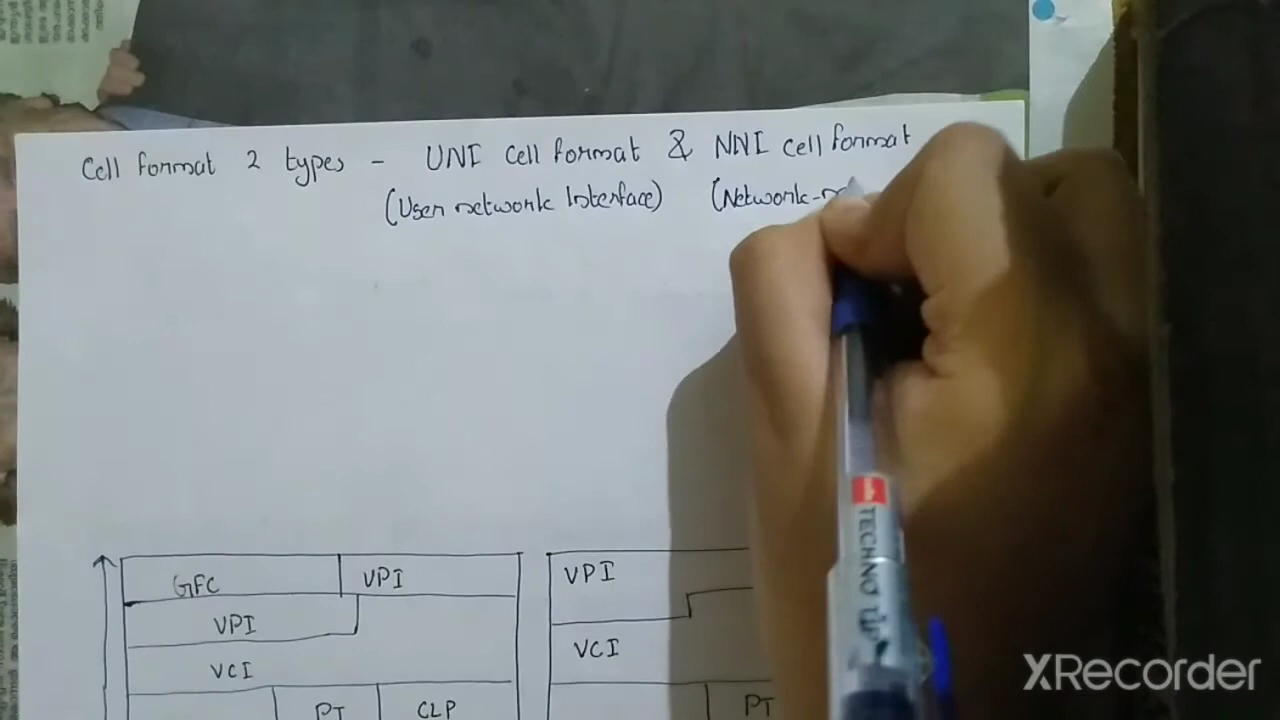 Cell format 2 types - UNI cell format & NNI cell format
(User network Interface) (Network-
GFC VPI
VPI
VCI
PT CLP
VPI
VCI
PT
TECHNO TIP
XRecorder